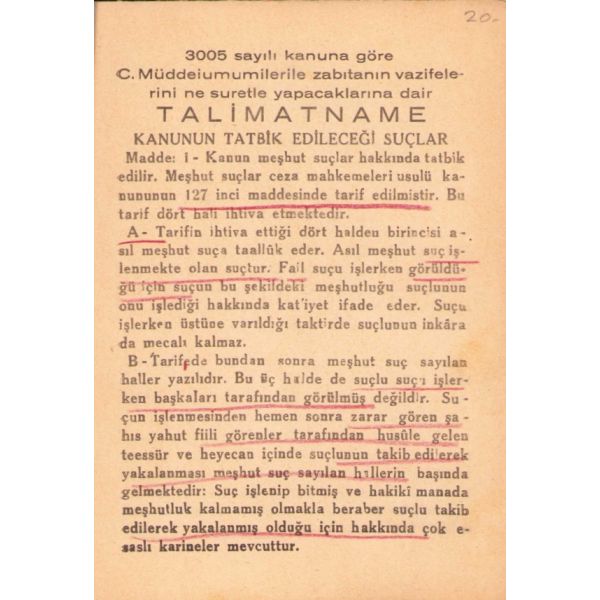 20.-
3005 sayılı kanuna göre
C. Müddeiumumilerile zabıtanın vazifele-
rini ne suretle yapacaklarına dair
TALİMATNAME
KANUNUN TATBİK EDİLECEĞİ SUÇLAR
Madde: 1 - Kanun meşhut suçlar hakkında tatbik
edilir. Meşhut suçlar ceza mahkemeleri usulü ka-
nununun 127 inci maddesinde tarif edilmiştir. Bu
tarif dört hali ihtiva etmektedir.
A - Tarifin ihtiva ettiği dört halden birincisi a-
sıl meşhut suça taallûk eder. Asıl meşhut suç iş-
lenmekte olan suçtur. Fail suçu işlerken görüldü-
ğü için suçun bu şekildeki meşhutluğu suçlunun
onu işlediği hakkında kat'iyet ifade eder. Suçu
işlerken üstüne varıldığı taktirde suçlunun inkâra
da mecali kalmaz.
B - Tarifede bundan sonra meşhut suç sayılan
haller yazılıdır. Bu üç halde de suçlu suçu işler-
ken başkaları tarafından görülmüş değildir. Su-
çun işlenmesinden hemen sonra zarar gören şa-
hıs yahut fiili görenler tarafından husûle gelen
teessür ve heyecan içinde suçlunun takib edilerek
yakalanması meşhut suç sayılan hallerin başında
gelmektedir: Suç işlenip bitmiş ve hakikî manada
meşhutluk kalmamış olmakla beraber suçlu takib
edilerek yakalanmış olduğu için hakkında çok e-
saslı karineler mevcuttur.